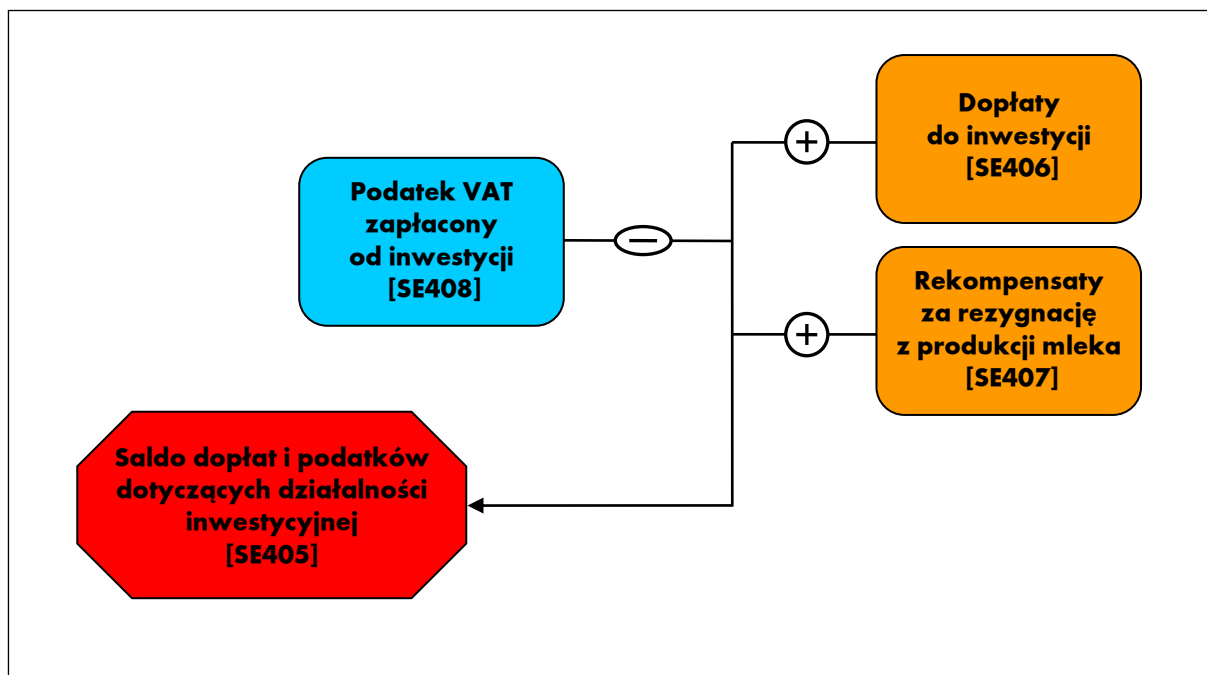 Dopłaty
do inwestycji
[SE406]
+
Podatek VAT
zapłacony
od inwestycji
[SE408]
−
Rekompensaty
za rezygnację
z produkcji mleka
[SE407]
+
Saldo dopłat i podatków
dotyczących działalności
inwestycyjnej
[SE405]